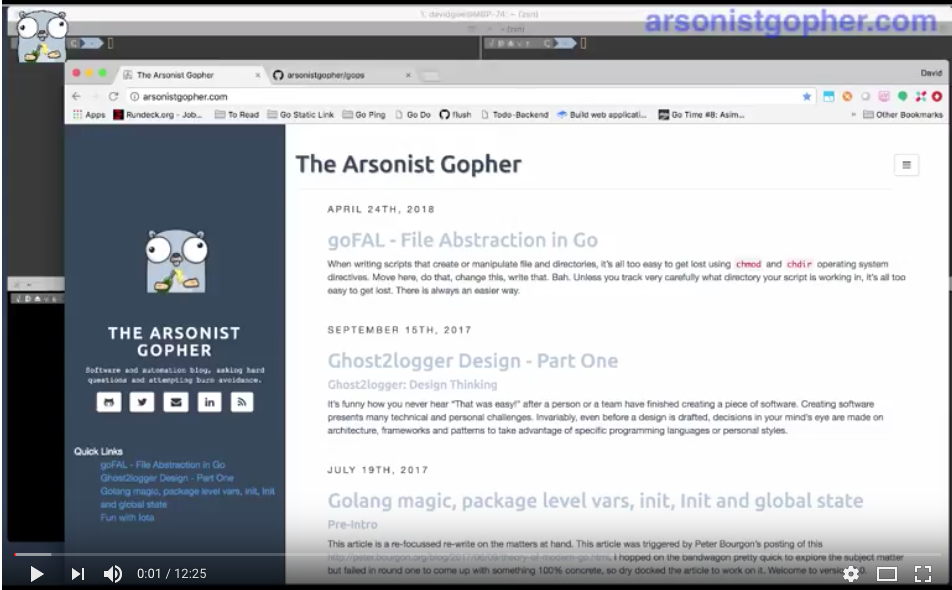 arsonistgopher.com
The Arsonist Gopher
arsonistgopher/gops
David
arsonistgopher.com
Apps
Rundeck.org - Job...
To Read
Go Static Link
Go Ping
Go Do
flush
Todo-Backend
Build web applicati...
Go Time #8: Asim...
Other Bookmarks
THE ARSONIST
GOPHER
Software and automation blog, asking hard
questions and attempting burn avoidance.
Quick Links
goFAL - File Abstraction in Go
Ghost2logger Design - Part One
Golang magic, package level vars, init, Init
and global state
Fun with Iota
The Arsonist Gopher
APRIL 24TH, 2018
goFAL - File Abstraction in Go
When writing scripts that create or manipulate file and directories, it's all too easy to get lost using chmod and chdir operating system
directives. Move here, do that, change this, write that. Bah. Unless you track very carefully what directory your script is working in, it's all too
easy to get lost. There is always an easier way.
SEPTEMBER 15TH, 2017
Ghost2logger Design - Part One
Ghost2logger: Design Thinking
It's funny how you never hear "That was easy!" after a person or a team have finished creating a piece of software. Creating software
presents many technical and personal challenges. Invariably, even before a design is drafted, decisions in your mind's eye are made on
architecture, frameworks and patterns to take advantage of specific programming languages or personal styles.
JULY 19TH, 2017
Golang magic, package level vars, init, Init and global state
Pre-Intro
This article is a re-focussed re-write on the matters at hand. This article was triggered by Peter Bourgon's posting of this
I hopped on the bandwagon pretty quick to explore the subject matter
but failed in round one to come up with something 100% concrete, so dry docked the article to work on it. Welcome to
0:01 / 12:25